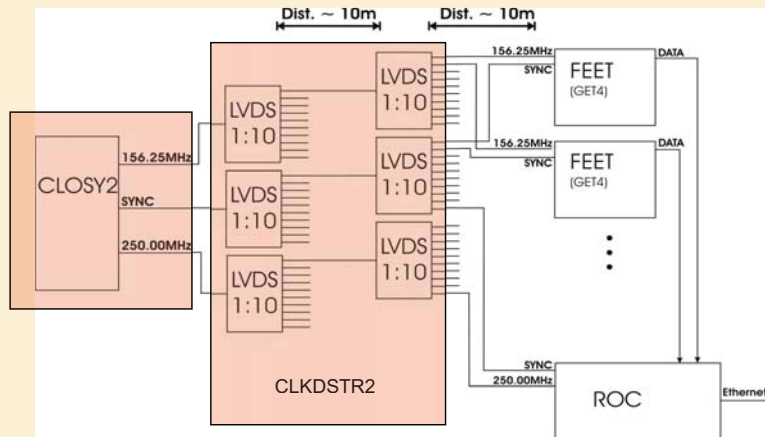 Dist. ~ 10m
Dist. ~ 10m
CLOSY2
156.25MHz
SYNC
250.00MHz
LVDS
1:10
LVDS
1:10
LVDS
1:10
LVDS
1:10
LVDS
1:10
LVDS
1:10
CLKDSTR2
156.25MHz
SYNC
FEET
(GET4)
DATA
156.25MHz
SYNC
FEET
(GET4)
DATA
SYNC
250.00MHz
ROC
Ethernet